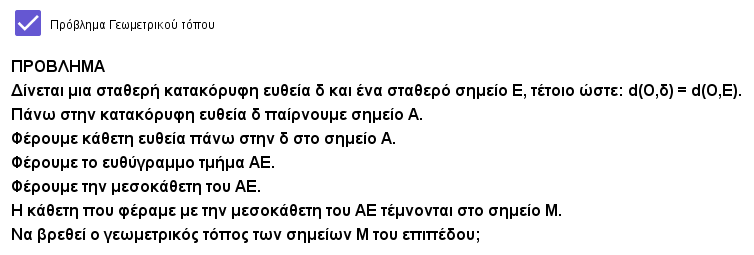 Πρόβλημα Γεωμετρικού τόπου
ΠΡΟΒΛΗΜΑ
Δίνεται μια σταθερή κατακόρυφη ευθεία δ και ένα σταθερό σημείο Ε, τέτοιο ώστε: d(O,δ) = d(O,E).
Πάνω στην κατακόρυφη ευθεία δ παίρνουμε σημείο Α.
Φέρουμε κάθετη ευθεία πάνω στην δ στο σημείο Α.
Φέρουμε το ευθύγραμμο τμήμα ΑΕ.
Φέρουμε την μεσοκάθετη του ΑΕ.
Η κάθετη που φέραμε με την μεσοκάθετη του ΑΕ τέμνονται στο σημείο Μ.
Να βρεθεί ο γεωμετρικός τόπος των σημείων Μ του επιπέδου;